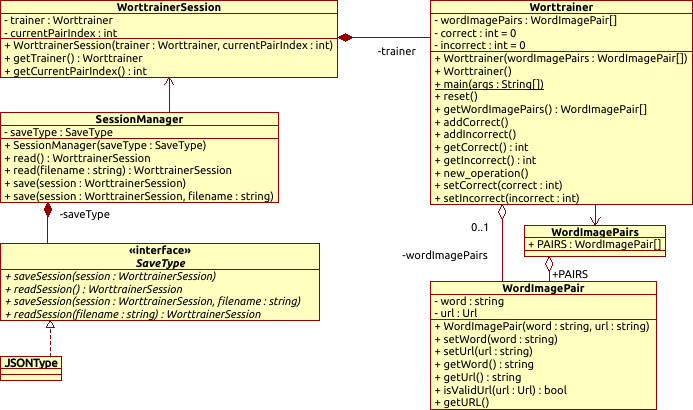 WorttrainerSession
- trainer : Worttrainer
- currentPairIndex : int
+ WorttrainerSession(trainer : Worttrainer, currentPairIndex : int)
+ getTrainer() : Worttrainer
+ getCurrentPairIndex() : int
-trainer
Worttrainer
- wordImagePairs : WordImagePair[]
- correct : int = 0
- incorrect : int = 0
+ Worttrainer(wordImagePairs : WordImagePair[])
+ Worttrainer()
+ main(args : String[])
+ reset()
+ getWordImagePairs() : WordImagePair[]
+ addCorrect()
+ addIncorrect()
+ getCorrect() : int
+ getIncorrect() : int
+ new_operation()
+ setCorrect(correct : int)
+ setIncorrect(incorrect : int)
SessionManager
- saveType : SaveType
+ SessionManager(saveType : SaveType)
+ read() : WorttrainerSession
+ read(filename : string) : WorttrainerSession
+ save(session : WorttrainerSession)
+ save(session : WorttrainerSession, filename : string)
-saveType
«interface»
SaveType
+ saveSession(session : WorttrainerSession)
+ readSession() : WorttrainerSession
+ saveSession(session : WorttrainerSession, filename : string)
+ readSession(filename : string) : WorttrainerSession
JSONType
0..1
-wordImagePairs
WordImagePairs
+ PAIRS : WordImagePair[]
+PAIRS
WordImagePair
- word : string
- url : Url
+ WordImagePair(word : string, url : string)
+ setWord(word : string)
+ setUrl(url : string)
+ getWord() : string
+ getUrl() : string
+ isValidUrl(url : Url) : bool
+ getURL()